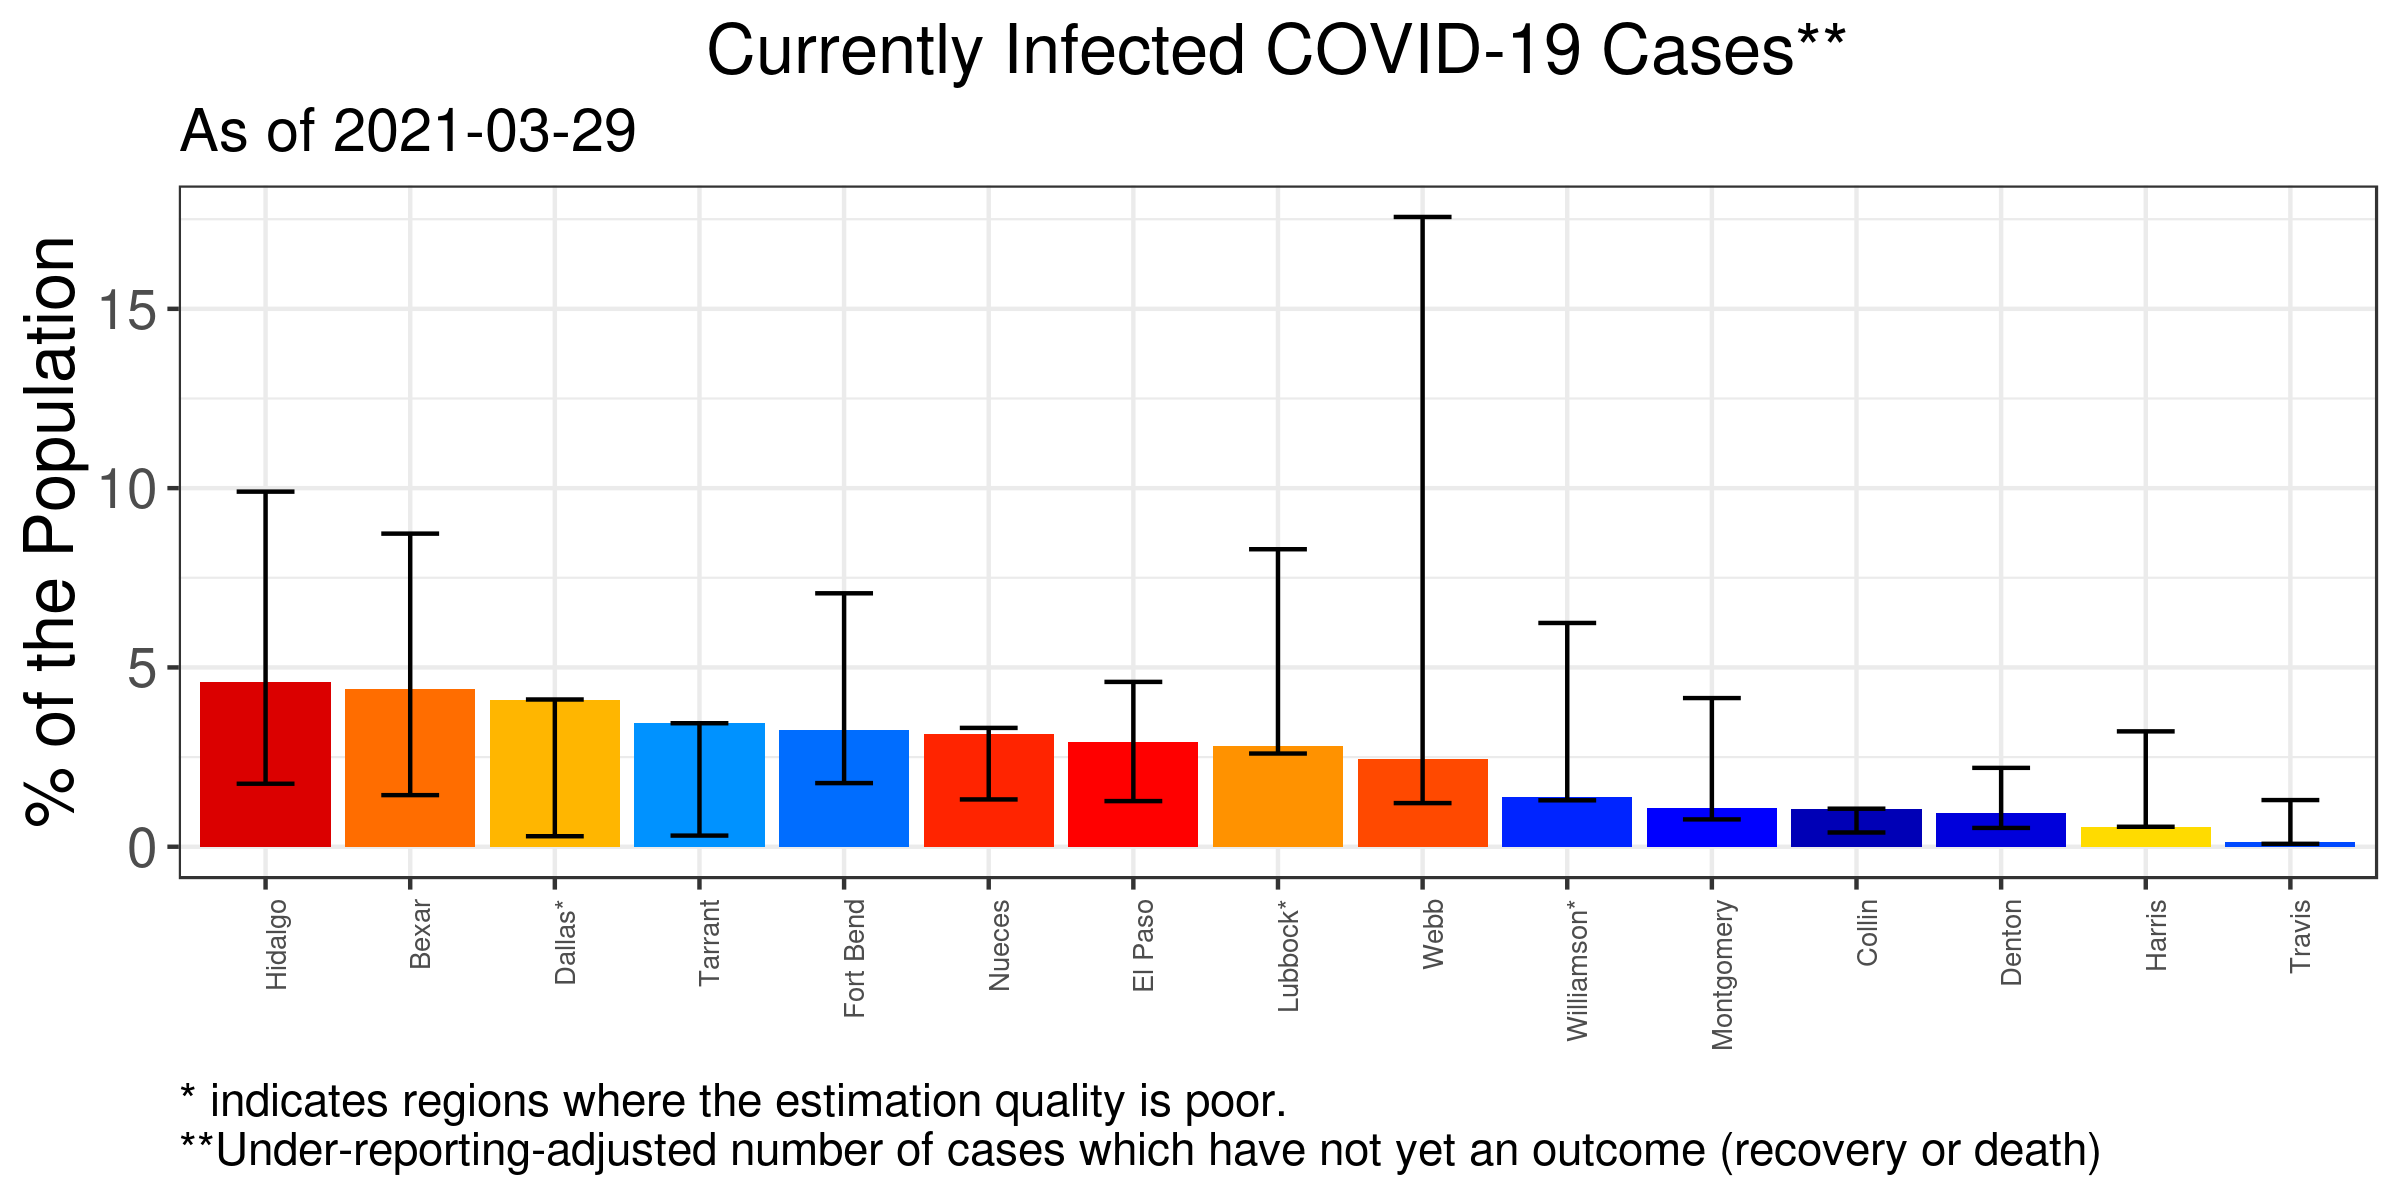 Currently Infected COVID-19 Cases**
As of 2021-03-29
% of the Population
15
10
5
0
Hidalgo
Bexar
Dallas*
Tarrant
Fort Bend
Nueces
El Paso
Lubbock*
Webb
Williamson*
Montgomery
Collin
Denton
Harris
Travis
* indicates regions where the estimation quality is poor.
**Under-reporting-adjusted number of cases which have not yet an outcome (recovery or death)